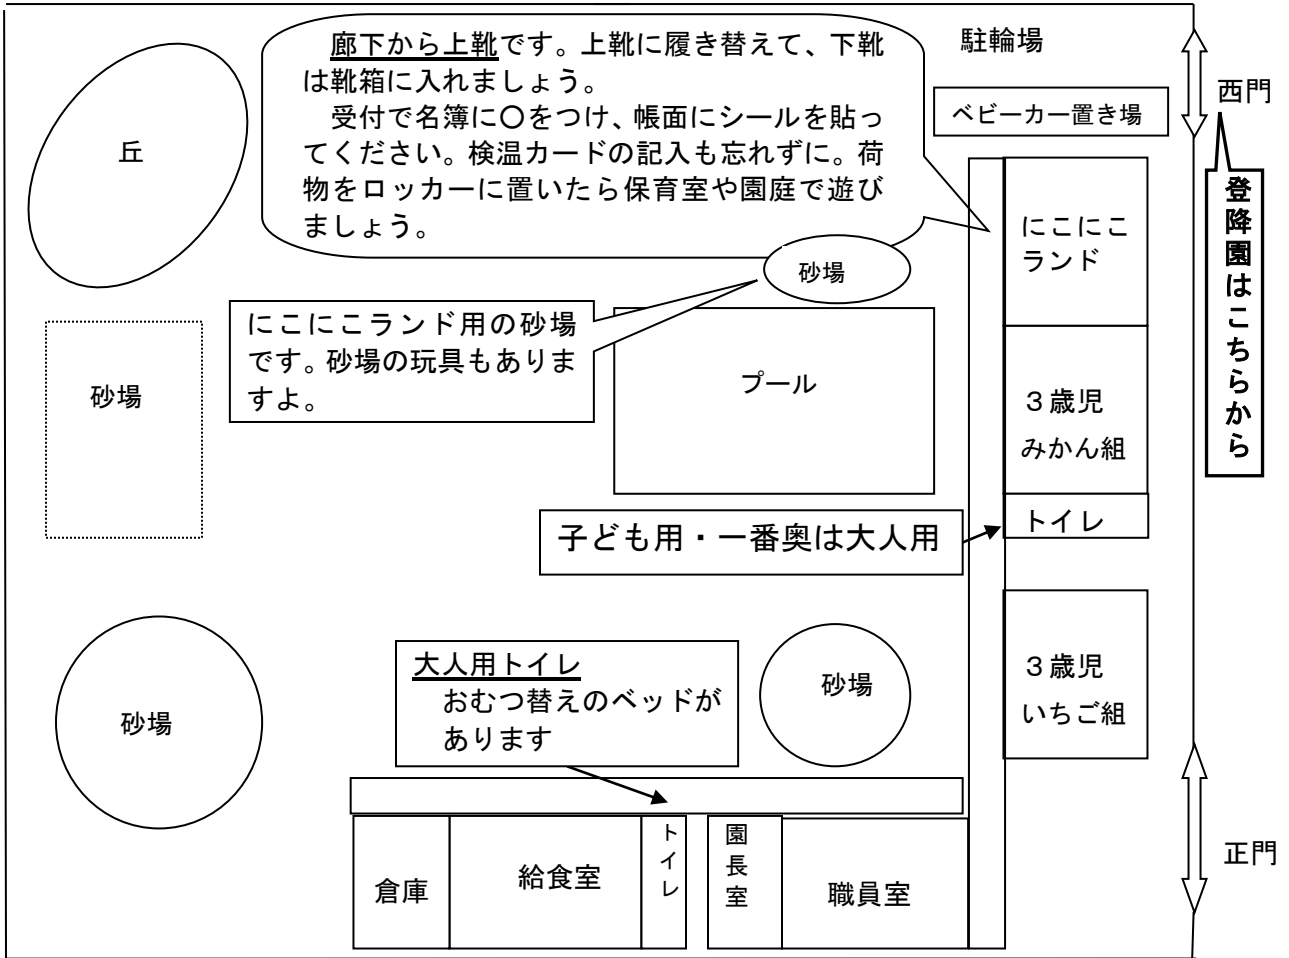 廊下から上靴です。上靴に履き替えて、下靴
は靴箱に入れましょう。
受付で名簿に〇をつけ、帳面にシールを貼っ
てください。検温カードの記入も忘れずに。荷
物をロッカーに置いたら保育室や園庭で遊び
ましょう。
駐輪場
西門
ベビーカー置き場
登降園はこちらから
丘
にこにこ
ランド
砂場
にこにこランド用の砂場
です。砂場の玩具もありま
すよ。
プール
砂場
３歳児
みかん組
トイレ
子ども用・一番奥は大人用
大人用トイレ
おむつ替えのベッドが
あります
砂場
３歳児
いちご組
砂場
倉庫
給食室
トイレ
園長室
職員室
正門